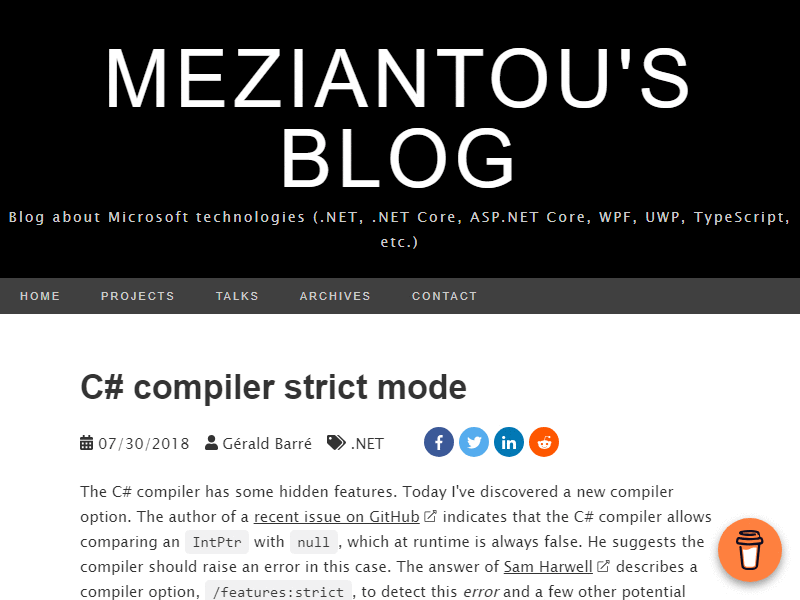 MEZIANTOU'S
BLOG
Blog about Microsoft technologies (.NET, .NET Core, ASP.NET Core, WPF, UWP, TypeScript,
etc.)
HOME PROJECTS TALKS ARCHIVES CONTACT
C# compiler strict mode
07/30/2018 Gérald Barré .NET
The C# compiler has some hidden features. Today I've discovered a new compiler
option. The author of a recent issue on GitHub indicates that the C# compiler allows
comparing an IntPtr with null, which at runtime is always false. He suggests the
compiler should raise an error in this case. The answer of Sam Harwell describes a
compiler option, /features:strict, to detect this error and a few other potential